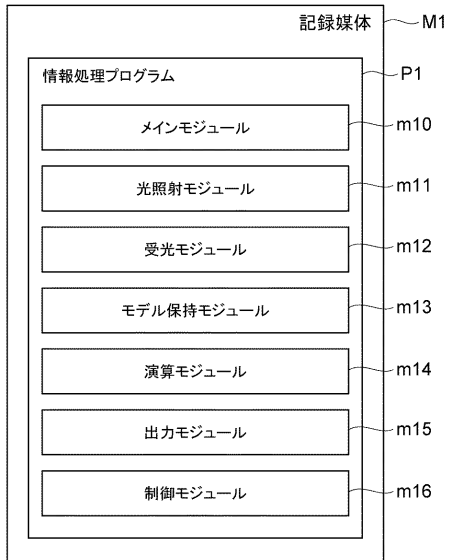 記録媒体 M1
情報処理プログラム P1
メインモジュール m10
光照射モジュール m11
受光モジュール m12
モデル保持モジュール m13
演算モジュール m14
出力モジュール m15
制御モジュール m16